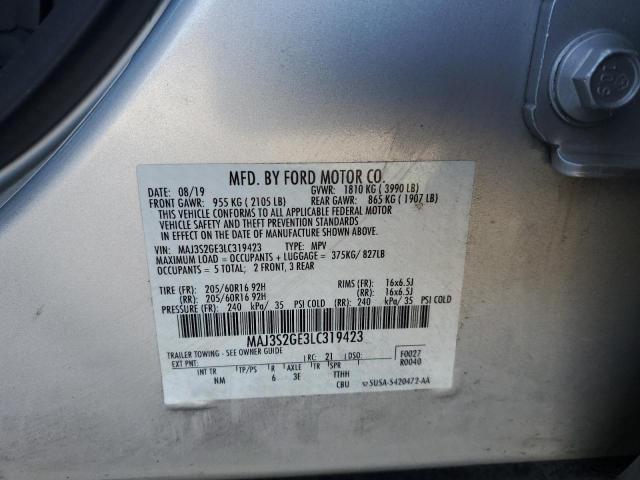 MFD. BY FORD MOTOR CO.
DATE: 08/19 GVWR: 1810 KG ( 3990 LB)
FRONT GAWR: 955 KG ( 2105 LB) REAR GAWR: 865 KG ( 1907 LB)
THIS VEHICLE CONFORMS TO ALL APPLICABLE FEDERAL MOTOR
VEHICLE SAFETY AND THEFT PREVENTION STANDARDS
IN EFFECT ON THE DATE OF MANUFACTURE SHOWN ABOVE.
VIN: MAJ3S2GE3LC319423 TYPE: MPV
MAXIMUM LOAD = OCCUPANTS + LUGGAGE = 375KG/ 827LB
OCCUPANTS = 5 TOTAL; 2 FRONT, 3 REAR
TIRE (FR): 205/60R16 92H RIMS (FR): 16x6.5J
(RR): 205/60R16 92H (RR): 16x6.5J
PRESSURE (FR): 240 kPa/ 35 PSI COLD (RR): 240 kPa/ 35 PSI COLD
MAJ3S2GE3LC319423
TRAILER TOWING - SEE OWNER GUIDE
EXT PNT: RC: 21 DSO: F0027
R0040
INT TR TP/PS R AXLE TR SPR
NM 6 3E TTHH
CBU 5USA-5420472-AA
10.9